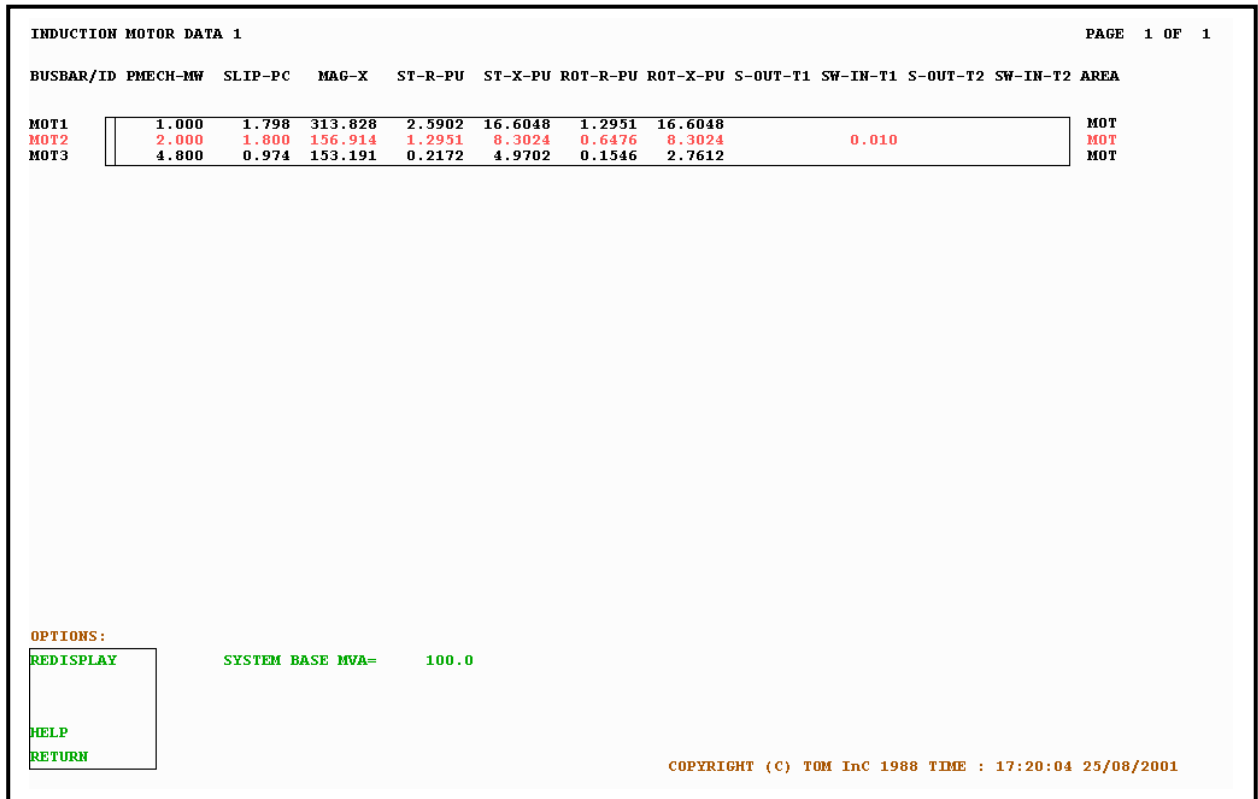 INDUCTION MOTOR DATA 1 PAGE 1 OF 1
BUSBAR/ID PMECH-MW SLIP-PC MAG-X ST-R-PU ST-X-PU ROT-R-PU ROT-X-PU S-OUT-T1 SW-IN-T1 S-OUT-T2 SW-IN-T2 AREA
MOT1 1.000 1.798 313.828 2.5902 16.6048 1.2951 16.6048 MOT
MOT2 2.000 1.800 156.914 1.2951 8.3024 0.6476 8.3024 0.010 MOT
MOT3 4.800 0.974 153.191 0.2172 4.9702 0.1546 2.7612 MOT
OPTIONS:
REDISPLAY SYSTEM BASE MVA= 100.0
HELP
RETURN
COPYRIGHT (C) TOM InC 1988 TIME : 17:20:04 25/08/2001